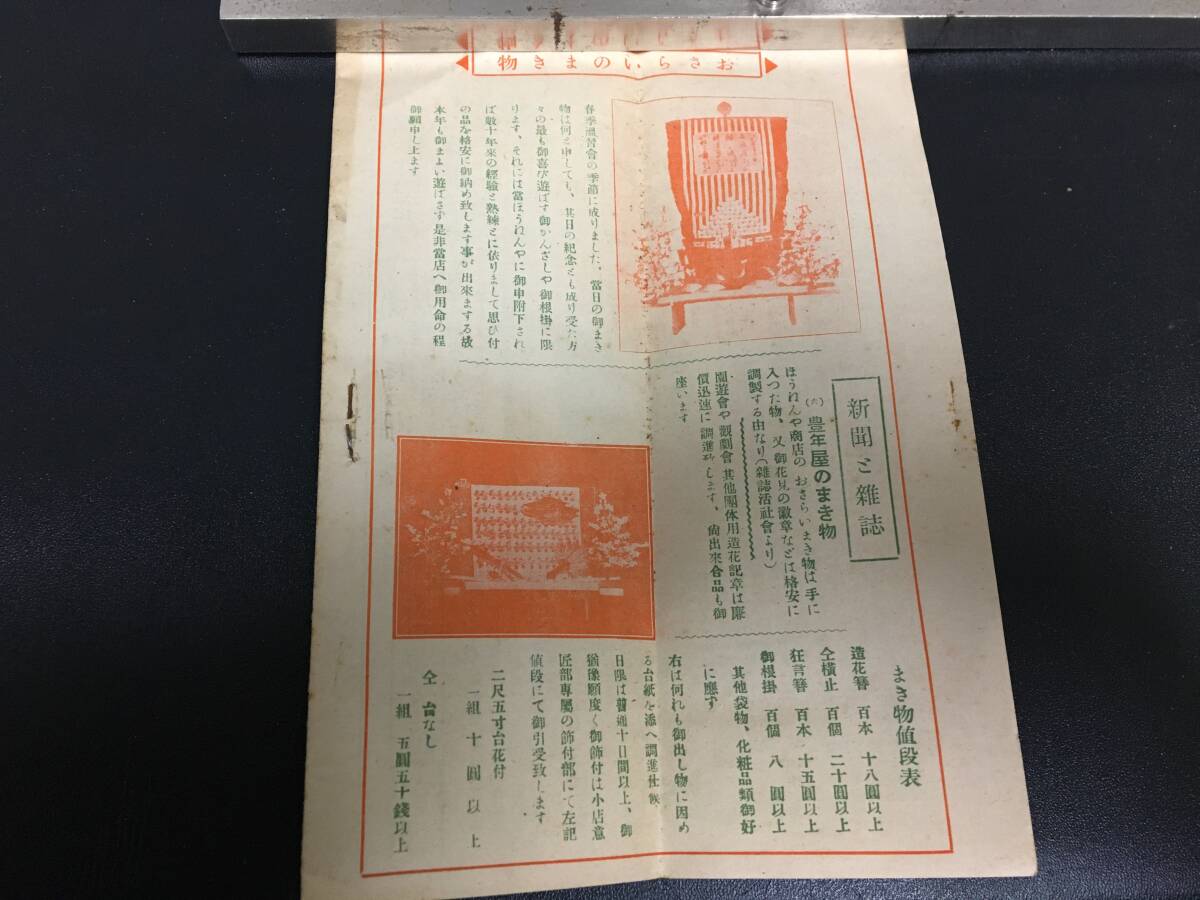 おさらいのまき物
春季溫習會の季節に成りました、當日の御まき
物は何と申しても、其日の紀念とも成り受た方
々の最も御喜び遊ばす御かんざしや御根掛に限
ります、それには當ほうねんやに御申附下され
ば數十年來の經驗と熟練とに依りまして思ひ付
の品を格安に御納め致します事が出來まする故
本年も御まよい遊ばさず是非當店へ御用命の程
御願申し上ます
新聞と雜誌
(六)豊年屋のまき物
ほうねんや商店のおさらいまき物は手に
入つた物、又御花見の徽章などは格安に
調製する由なり(雜誌活社會より)
園遊會や觀劇會其他團体用造花記章は廉
價迅速に調進致します、尙出來合品も御
座います
まき物値段表
造花簪 百本 十八圓以上
仝橫止 百個 二十圓以上
狂言簪 百本 十五圓以上
御根掛 百個 八圓以上
其他袋物、化粧品類御好
に應ず
右は何れも御出し物に因め
る台紙を添へ調進仕候
日限は普通十日間以上、御
猶豫願度く御飾付は小店意
匠部專屬の飾付部にて左記
値段にて御引受致します
二尺五寸台花付
一組 十圓以上
仝 台なし
一組 五圓五十錢以上